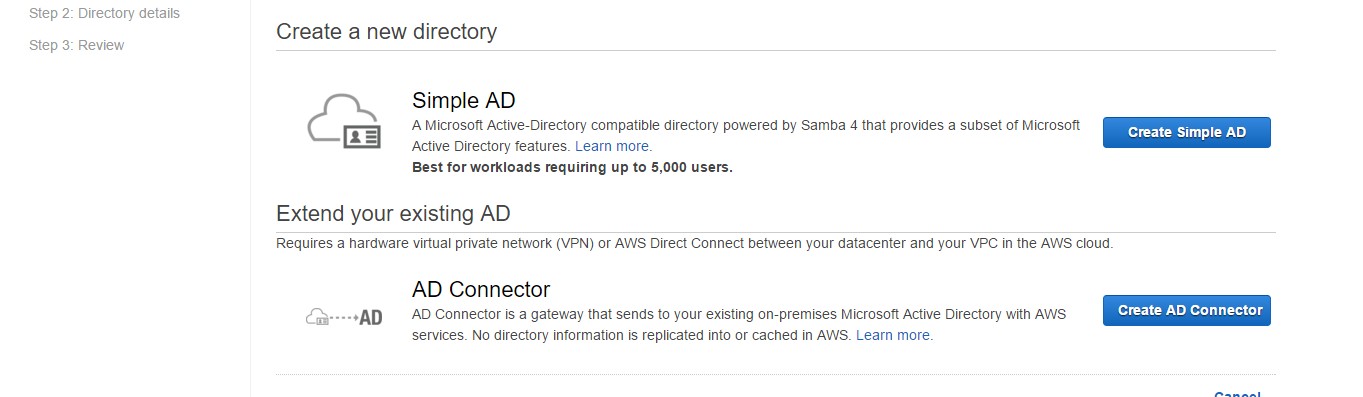 Step 2: Directory details
Step 3: Review
Create a new directory
Simple AD
A Microsoft Active-Directory compatible directory powered by Samba 4 that provides a subset of Microsoft
Active Directory features. Learn more.
Best for workloads requiring up to 5,000 users.
Create Simple AD
Extend your existing AD
Requires a hardware virtual private network (VPN) or AWS Direct Connect between your datacenter and your VPC in the AWS cloud.
AD
AD Connector
AD Connector is a gateway that sends to your existing on-premises Microsoft Active Directory with AWS
services. No directory information is replicated into or cached in AWS. Learn more.
Create AD Connector
Cancel